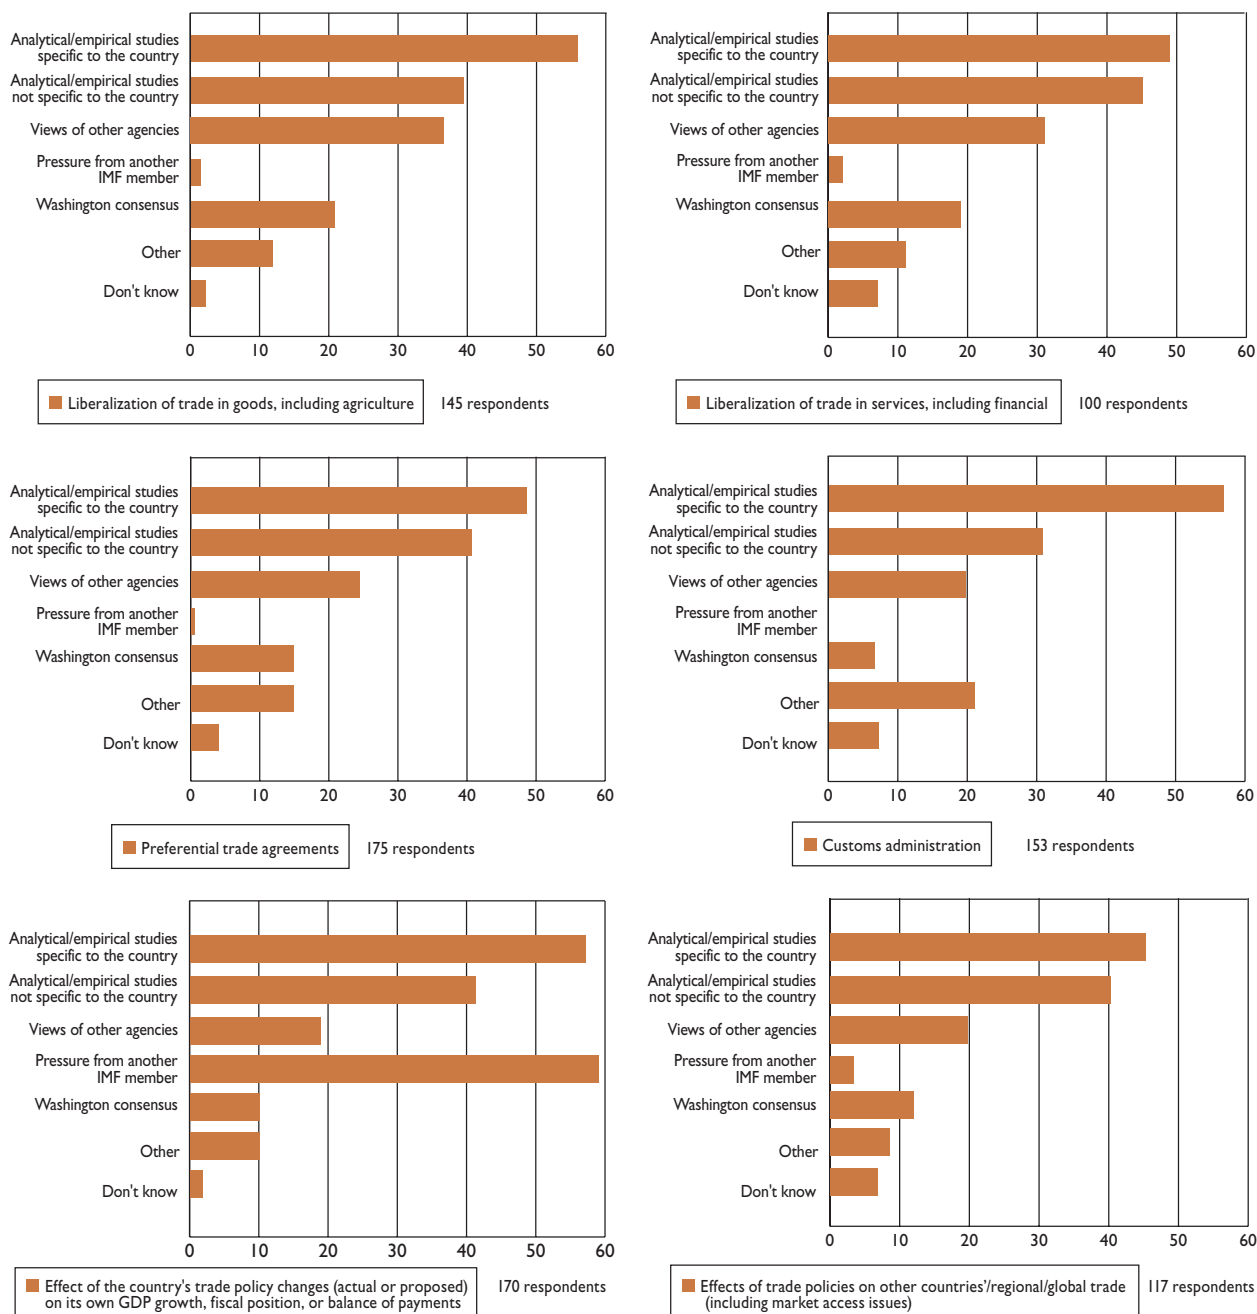 Analytical/empirical studies
specific to the country
Analytical/empirical studies
not specific to the country
Views of other agencies
Pressure from another
IMF member
Washington consensus
Other
Don't know
0 10 20 30 40 50 60
Liberalization of trade in goods, including agriculture 145 respondents
Analytical/empirical studies
specific to the country
Analytical/empirical studies
not specific to the country
Views of other agencies
Pressure from another
IMF member
Washington consensus
Other
Don't know
0 10 20 30 40 50 60
Liberalization of trade in services, including financial 100 respondents
Analytical/empirical studies
specific to the country
Analytical/empirical studies
not specific to the country
Views of other agencies
Pressure from another
IMF member
Washington consensus
Other
Don't know
0 10 20 30 40 50 60
Preferential trade agreements 175 respondents
Analytical/empirical studies
specific to the country
Analytical/empirical studies
not specific to the country
Views of other agencies
Pressure from another
IMF member
Washington consensus
Other
Don't know
0 10 20 30 40 50 60
Customs administration 153 respondents
Analytical/empirical studies
specific to the country
Analytical/empirical studies
not specific to the country
Views of other agencies
Pressure from another
IMF member
Washington consensus
Other
Don't know
0 10 20 30 40 50 60
Effect of the country's trade policy changes (actual or proposed) 170 respondents
on its own GDP growth, fiscal position, or balance of payments
Analytical/empirical studies
specific to the country
Analytical/empirical studies
not specific to the country
Views of other agencies
Pressure from another
IMF member
Washington consensus
Other
Don't know
0 10 20 30 40 50 60
Effects of trade policies on other countries'/regional/global trade 117 respondents
(including market access issues)